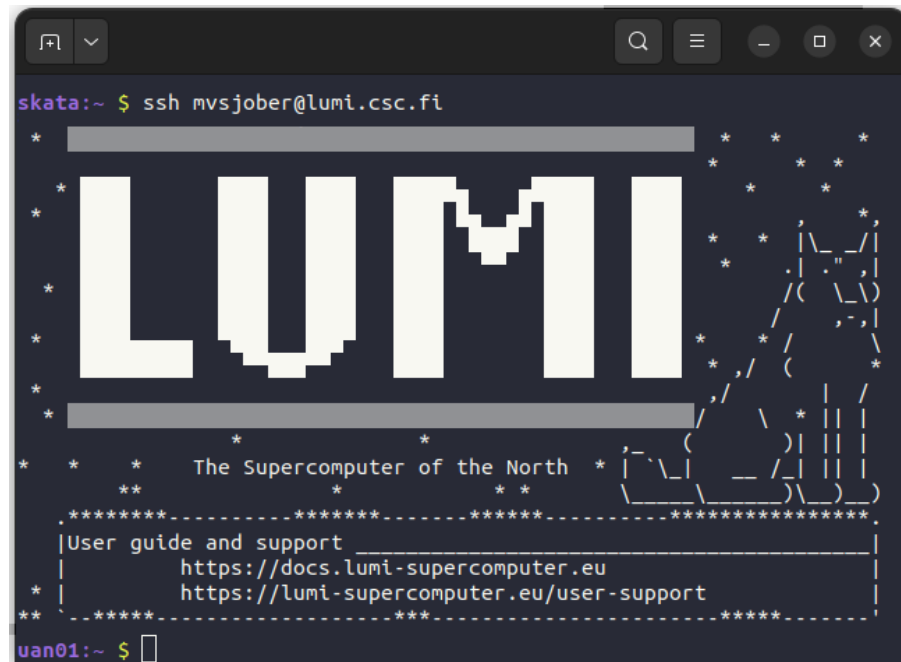 skata:~ $ ssh mvsjober@lumi.csc.fi
LUMI
The Supercomputer of the North
User guide and support
https://docs.lumi-supercomputer.eu
https://lumi-supercomputer.eu/user-support
uan01:~ $